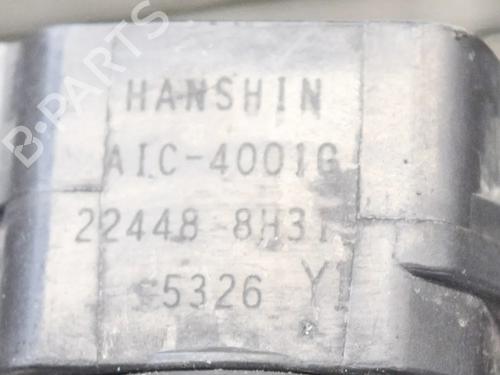 HANSHIN
AIC-4001G
22448 8H31
5326 Y
B-PARTS